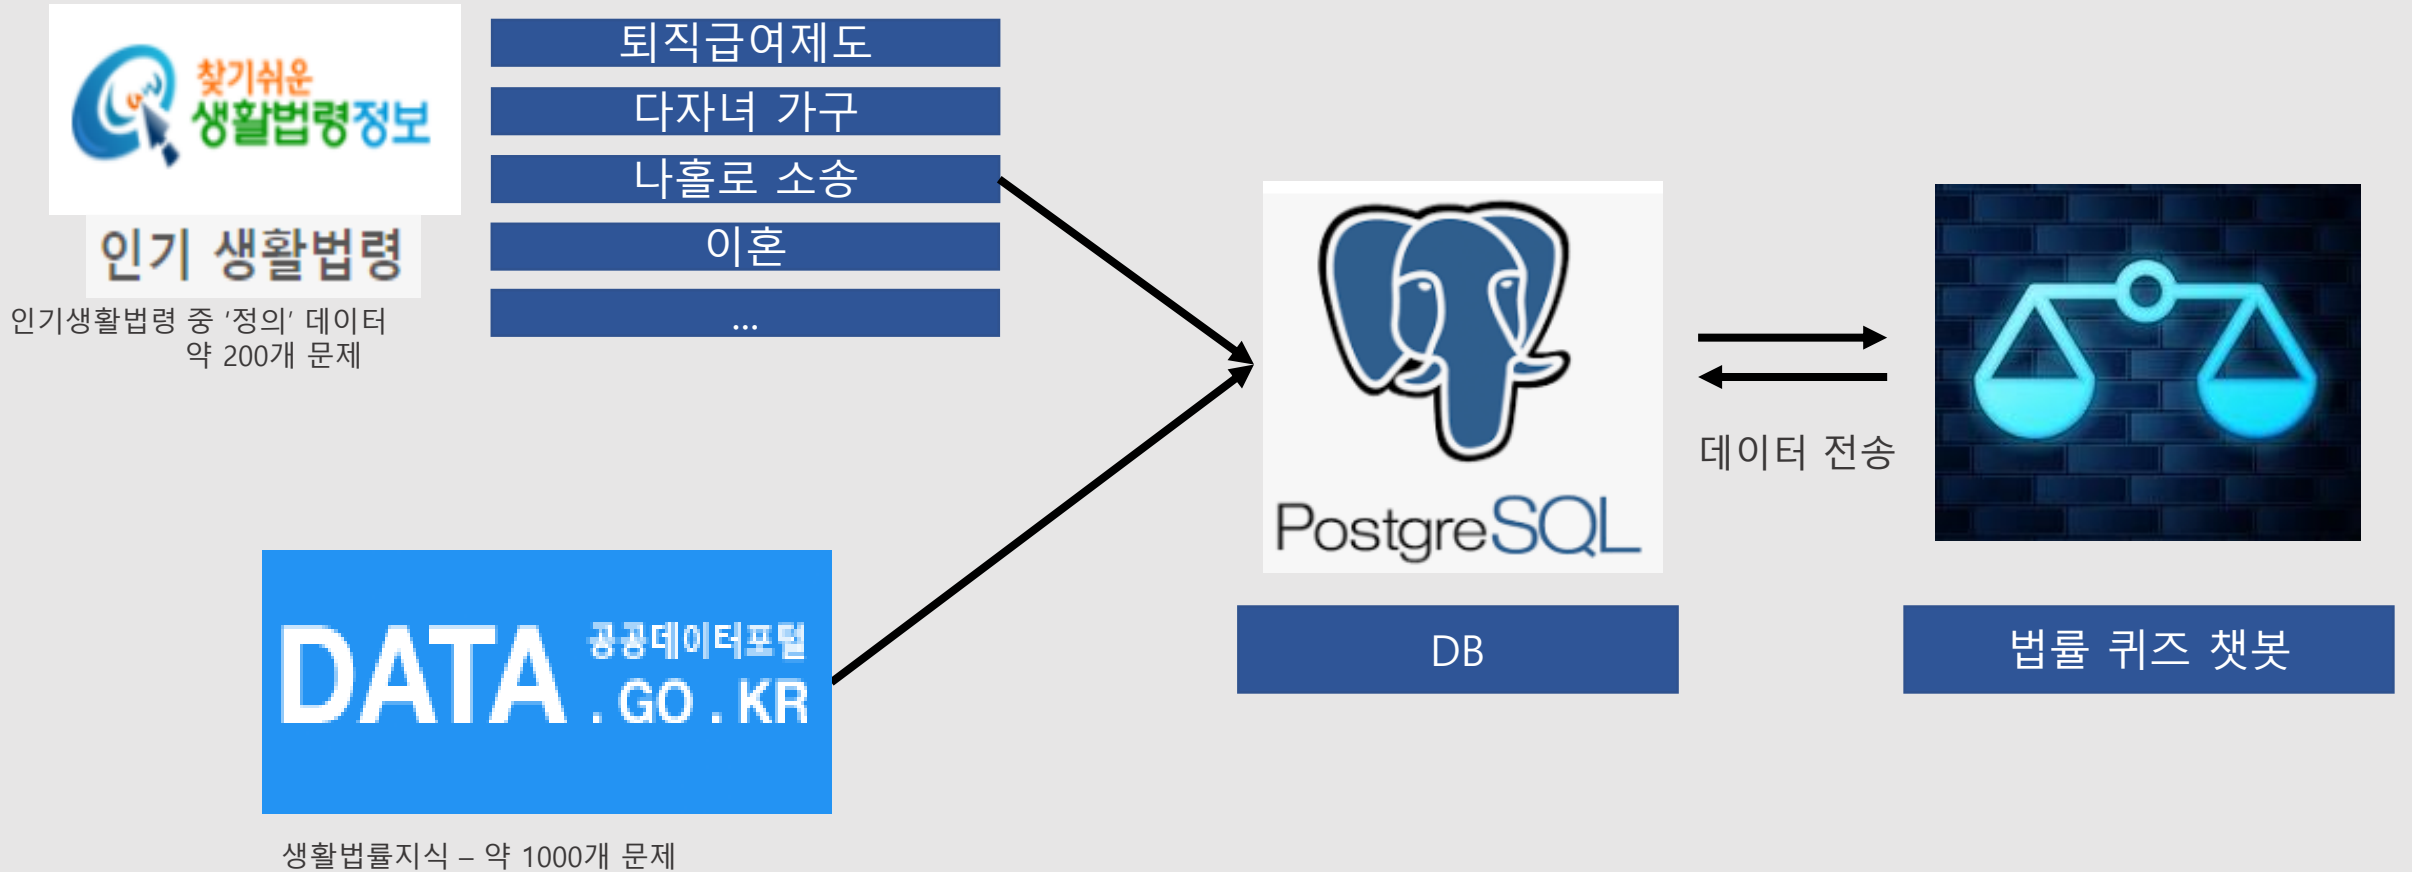 찾기쉬운
생활법령정보
인기 생활법령
인기생활법령 중 ‘정의’ 데이터
약 200개 문제
퇴직급여제도
다자녀 가구
나홀로 소송
이혼
...
PostgreSQL
DB
데이터 전송
법률 퀴즈 챗봇
DATA 공공데이터포털
.GO.KR
생활법률지식 – 약 1000개 문제